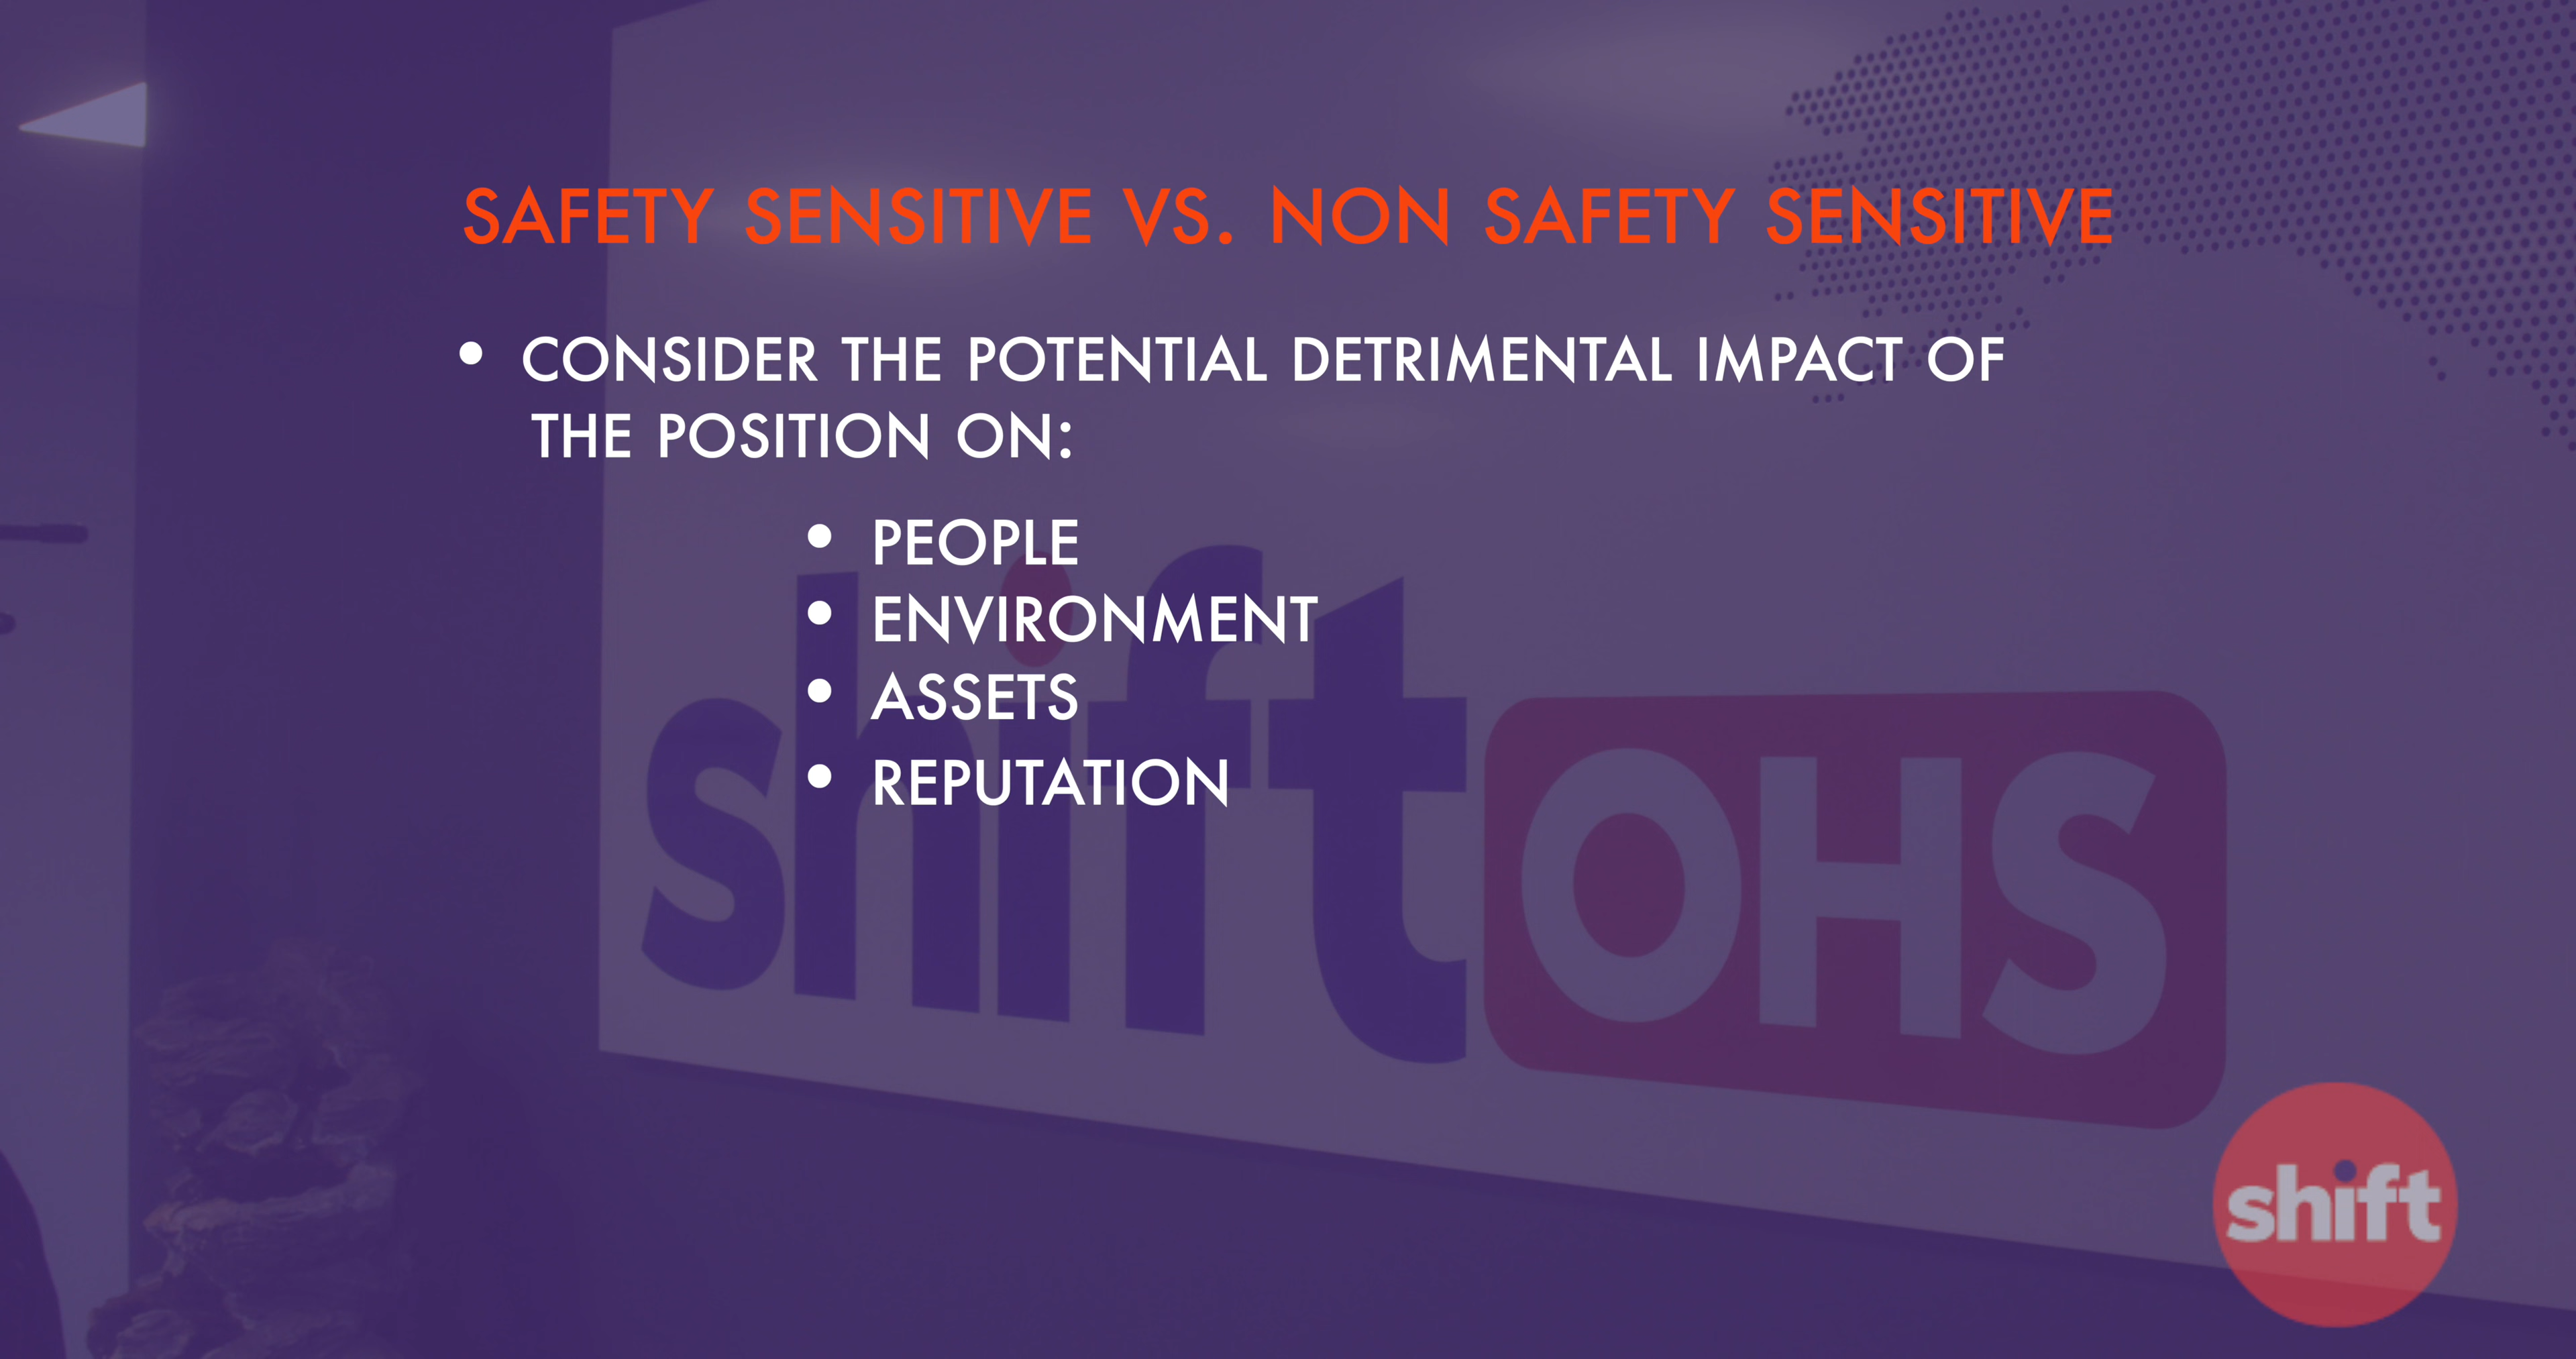 SAFETY SENSITIVE VS. NON SAFETY SENSITIVE
• CONSIDER THE POTENTIAL DETRIMENTAL IMPACT OF
THE POSITION ON:
• PEOPLE
• ENVIRONMENT
• ASSETS
• REPUTATION
shift OHS
shift